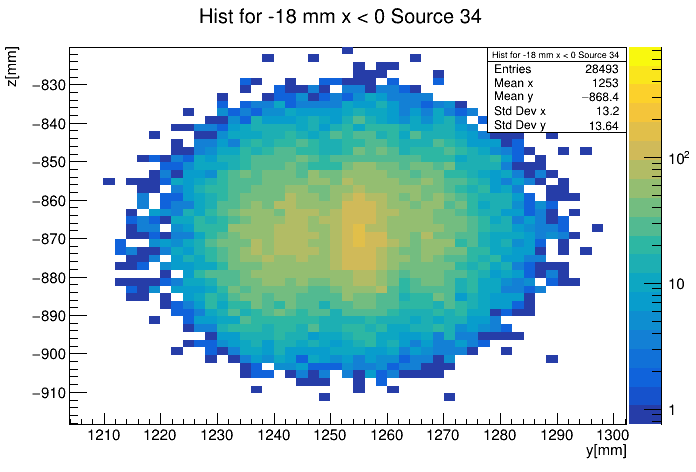 Hist for -18 mm x < 0 Source 34
z[mm]
Hist for -18 mm x < 0 Source 34
Entries 28493
Mean x 1253
Mean y −868.4
Std Dev x 13.2
Std Dev y 13.64
−830
−840
−850
−860
−870
−880
−890
−900
−910
10²
10
1
1210 1220 1230 1240 1250 1260 1270 1280 1290 1300
y[mm]